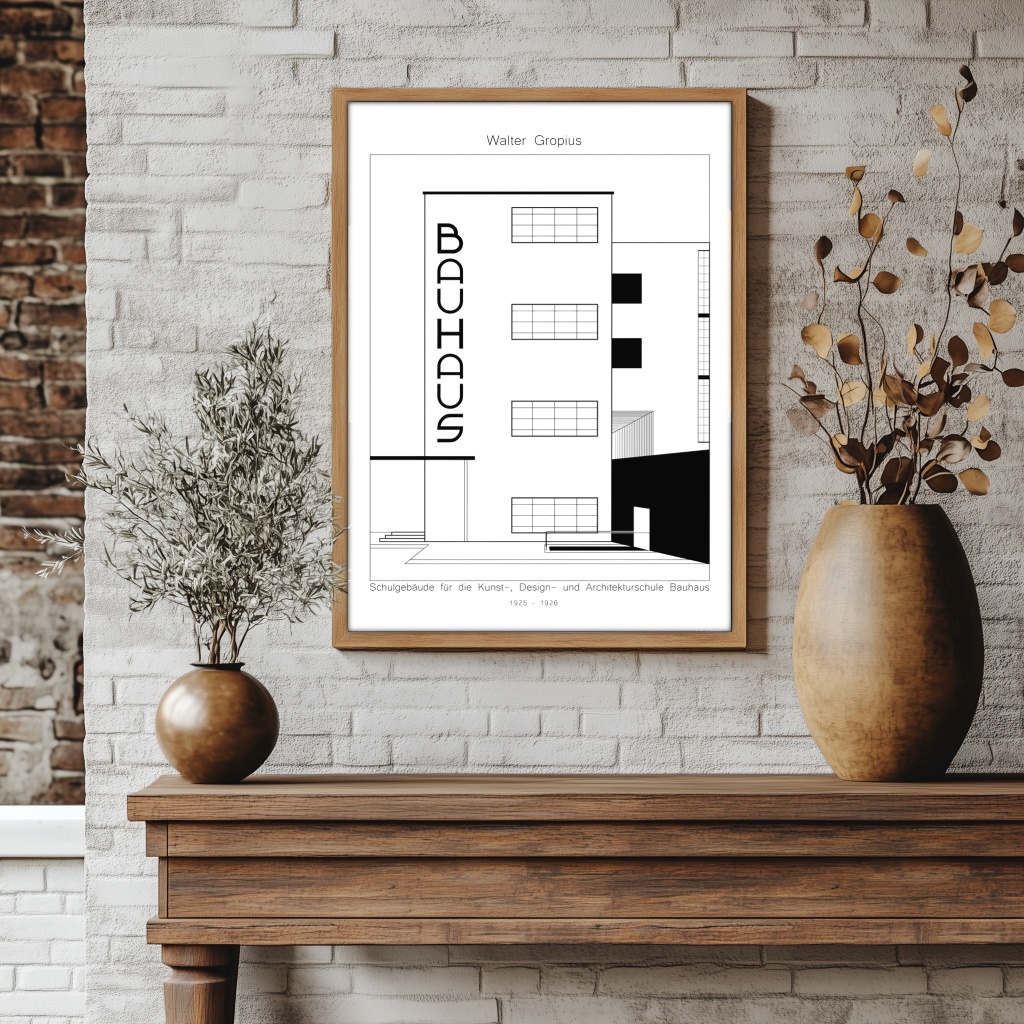 Walter Gropius
BAUHAUS
Schulgebäude für die Kunst-, Design- und Architekturschule Bauhaus
1925 - 1926